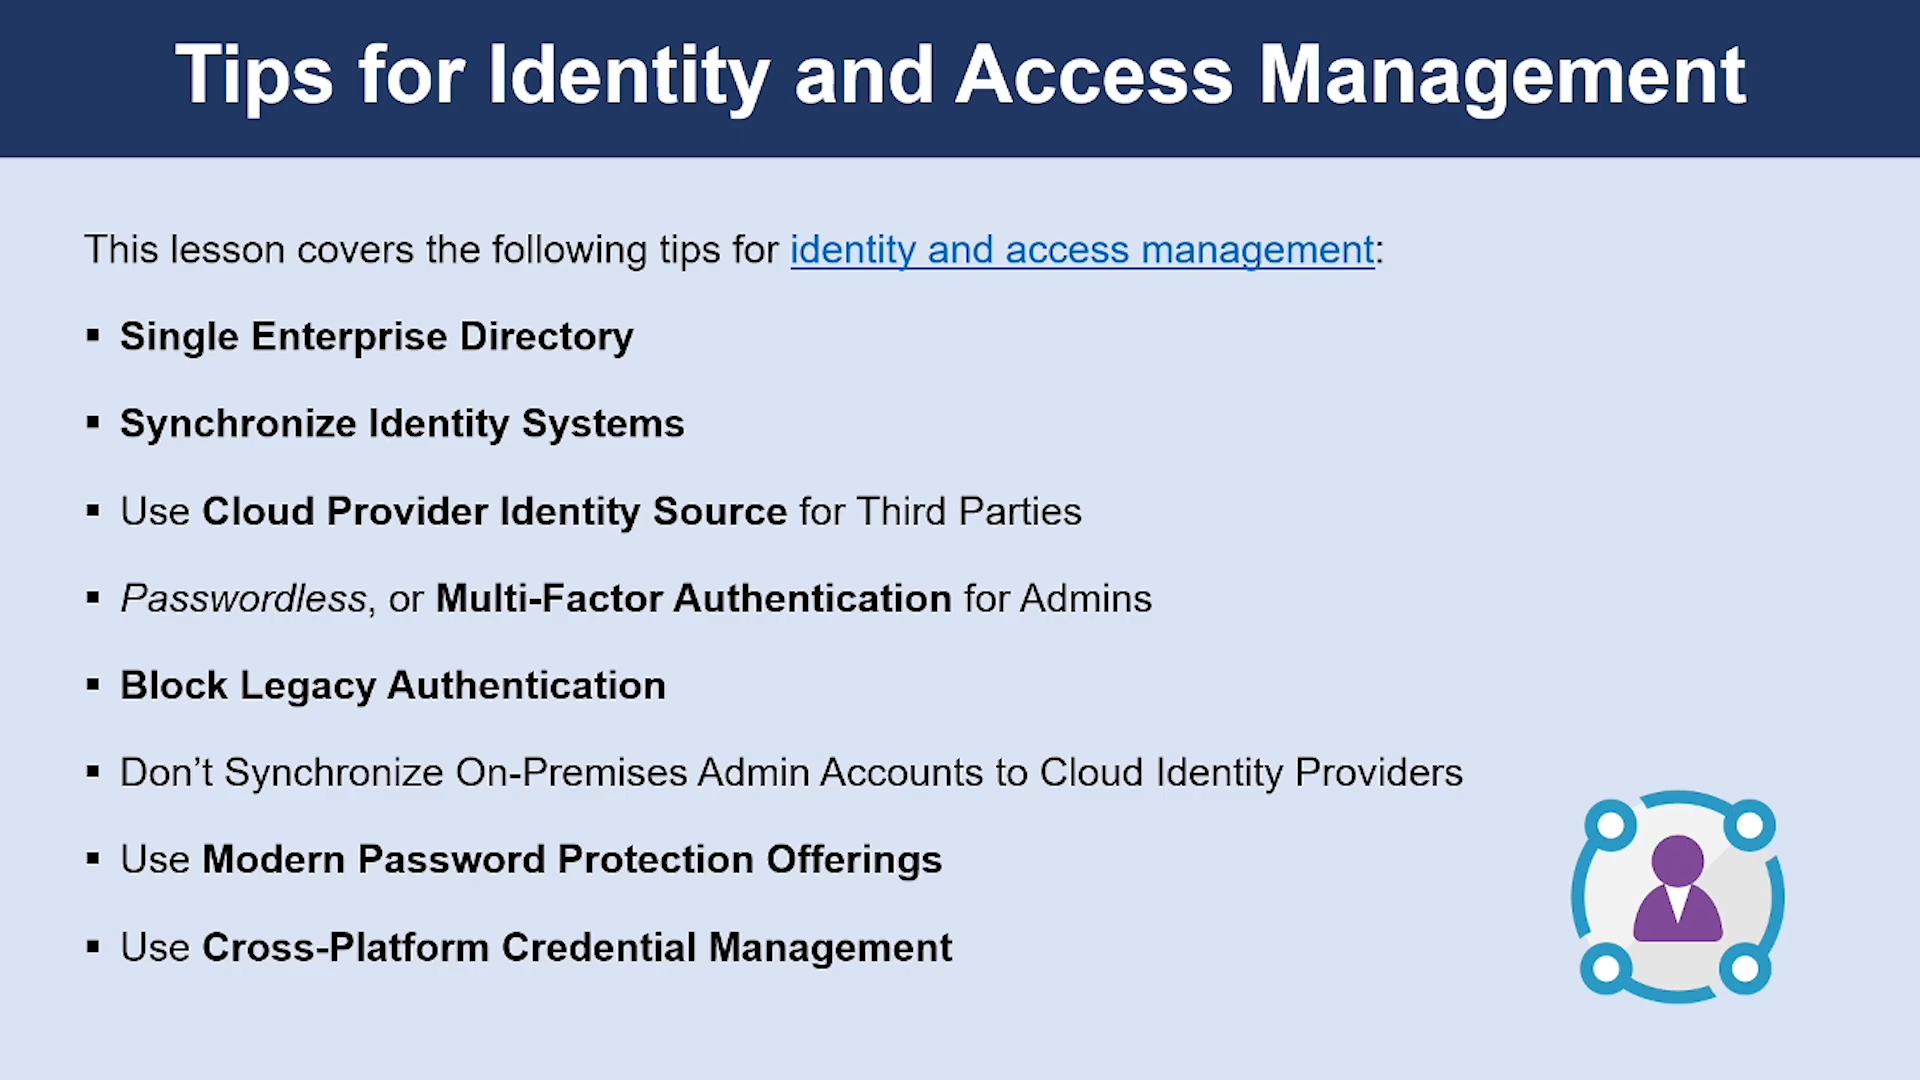 Tips for Identity and Access Management
This lesson covers the following tips for identity and access management:
▪ Single Enterprise Directory
▪ Synchronize Identity Systems
▪ Use Cloud Provider Identity Source for Third Parties
▪ Passwordless, or Multi-Factor Authentication for Admins
▪ Block Legacy Authentication
▪ Don’t Synchronize On-Premises Admin Accounts to Cloud Identity Providers
▪ Use Modern Password Protection Offerings
▪ Use Cross-Platform Credential Management